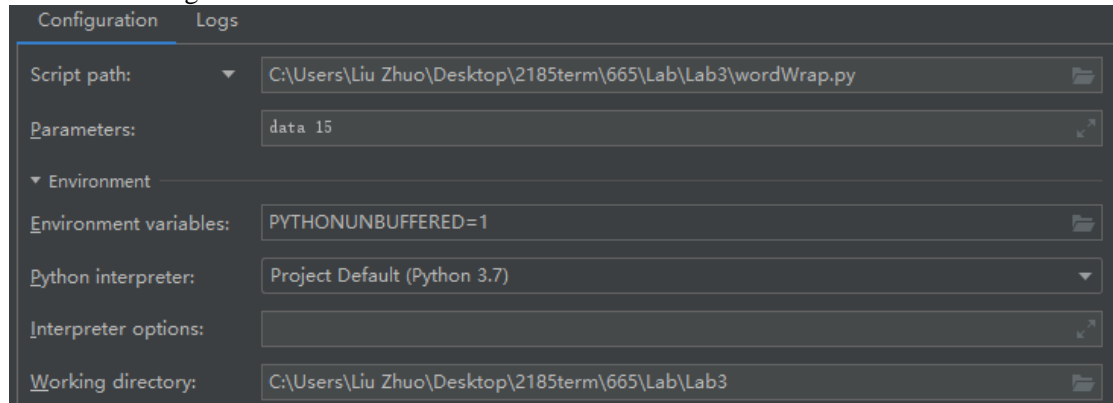 Configuration Logs
Script path: C:\Users\Liu Zhuo\Desktop\2185term\665\Lab\Lab3\wordWrap.py
Parameters: data 15
Environment
Environment variables: PYTHONUNBUFFERED=1
Python interpreter: Project Default (Python 3.7)
Interpreter options:
Working directory: C:\Users\Liu Zhuo\Desktop\2185term\665\Lab\Lab3